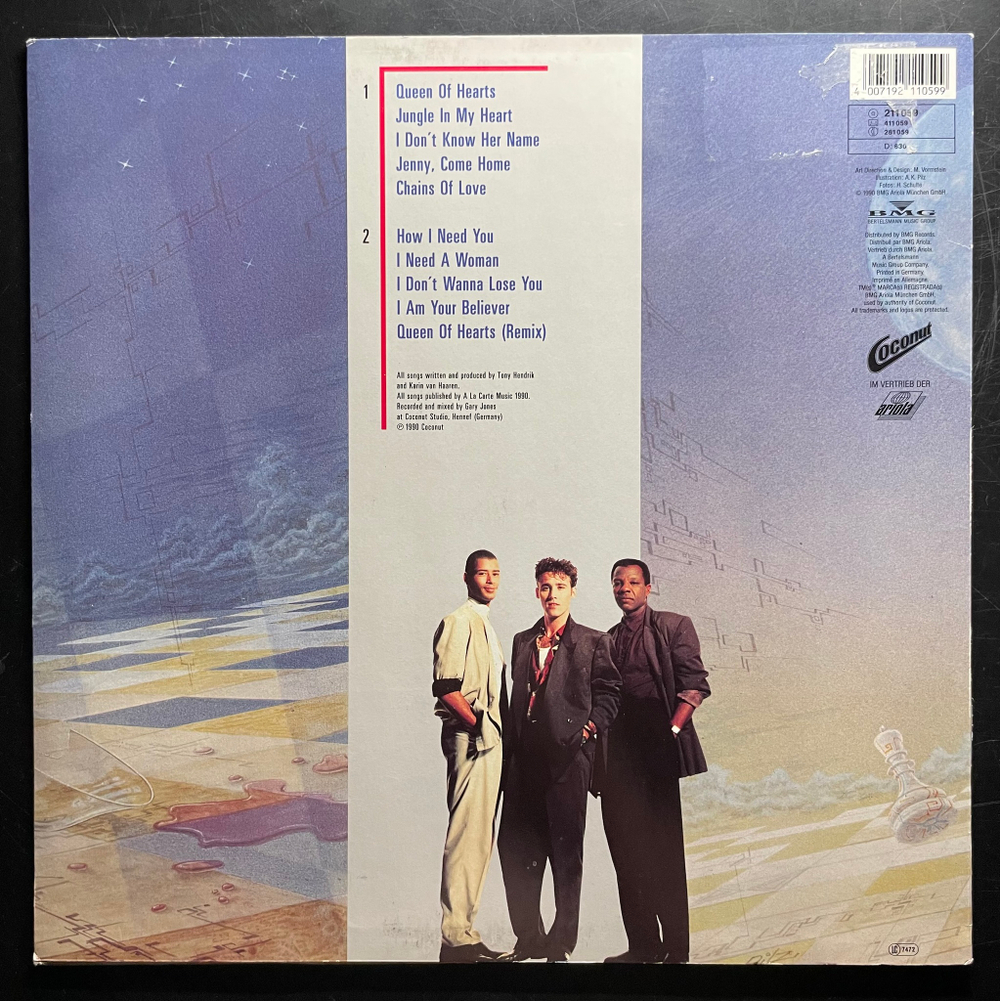 1 Queen Of Hearts
Jungle In My Heart
I Don't Know Her Name
Jenny, Come Home
Chains Of Love
2 How I Need You
I Need A Woman
I Don't Wanna Lose You
I Am Your Believer
Queen Of Hearts (Remix)
All songs written and produced by Tony Hendrik
and Karin van Haaren.
All songs published by A La Carte Music 1990.
Recorded and mixed by Gary Jones
at Coconut Studio, Hennef (Germany)
℗ 1990 Coconut
4 007192 110599
211059
411059
261059
D: 630
Art Direction & Design: M. Vormstein
Illustration: A.K. Pilz
Fotos: H. Schulte
© 1990 BMG Ariola München GmbH
BMG
BERTELSMANN MUSIC GROUP
Distributed by BMG Records.
Distribué par BMG Ariola.
Vertrieb durch BMG Ariola.
A Bertelsmann
Music Group Company.
Printed in Germany.
Imprimé en Allemagne.
TM(s)® MARCA(s) REGISTRADA(s)
BMG Ariola München GmbH,
used by authority of Coconut.
All trademarks and logos are protected.
Coconut
IM VERTRIEB DER
ariola
LC 7472